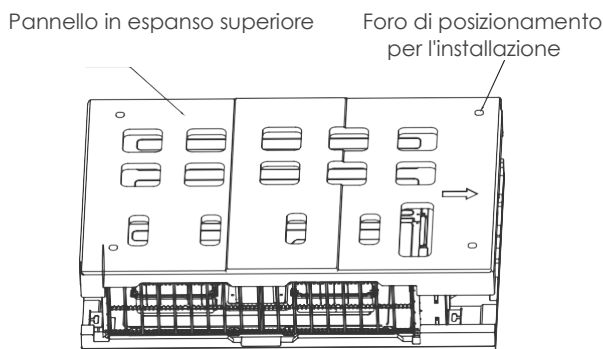 Pannello in espanso superiore
Foro di posizionamento
per l'installazione